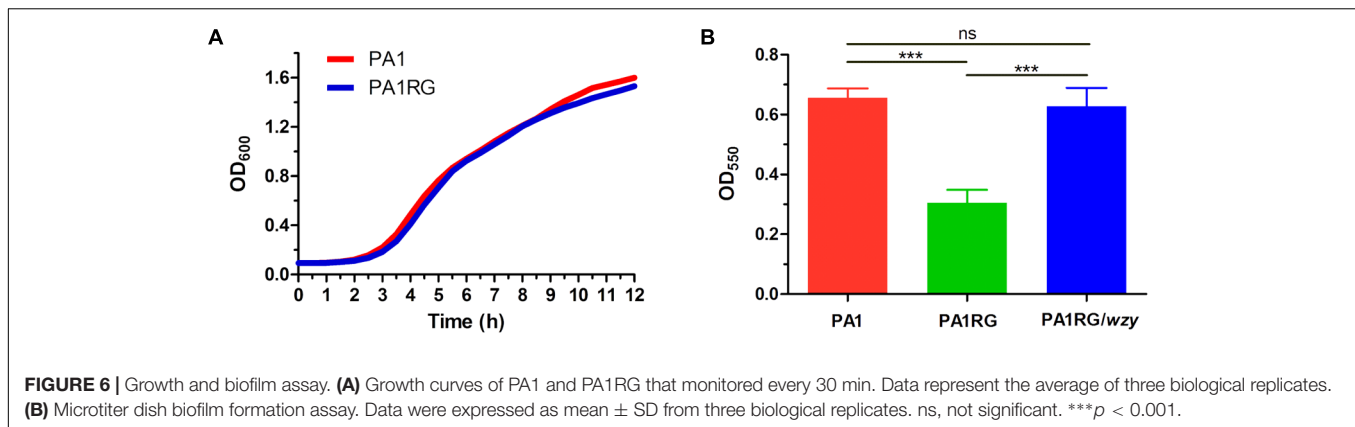 A
PA1
PA1RG
1.6
1.2
0.8
0.4
0.0
OD600
0 1 2 3 4 5 6 7 8 9 10 11 12
Time (h)
B
ns
*** ***
0.8
0.6
0.4
0.2
0.0
OD550
PA1 PA1RG PA1RG/wzy
FIGURE 6 | Growth and biofilm assay. (A) Growth curves of PA1 and PA1RG that monitored every 30 min. Data represent the average of three biological replicates.
(B) Microtiter dish biofilm formation assay. Data were expressed as mean ± SD from three biological replicates. ns, not significant. ***p < 0.001.